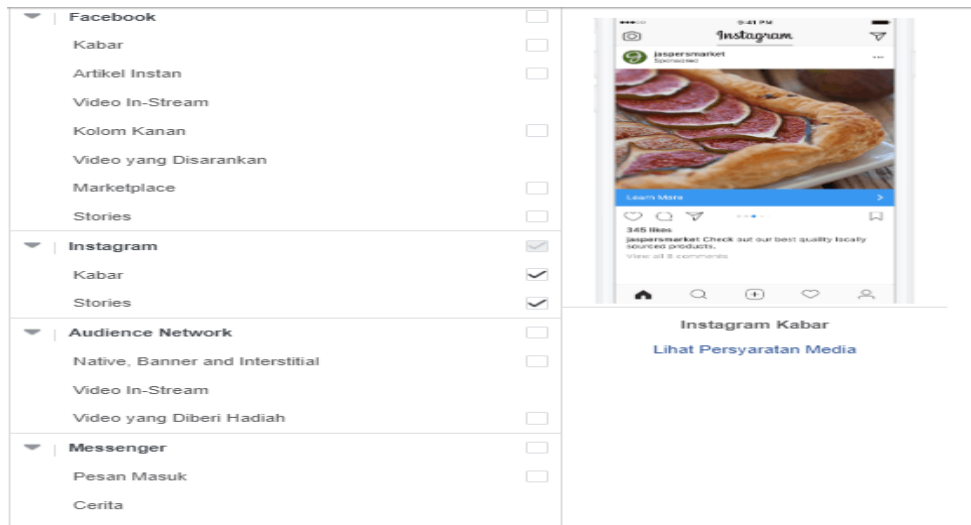 Facebook
Kabar
Artikel Instan
Video In-Stream
Kolom Kanan
Video yang Disarankan
Marketplace
Stories
Instagram
Kabar
Stories
Audience Network
Native, Banner and Interstitial
Video In-Stream
Video yang Diberi Hadiah
Messenger
Pesan Masuk
Cerita
9:41 PM
Instagram
jaspersmarket
Sponsored
Learn More
345 likes
jaspersmarket Check out our best quality locally
sourced products.
View all 8 comments
Instagram Kabar
Lihat Persyaratan Media